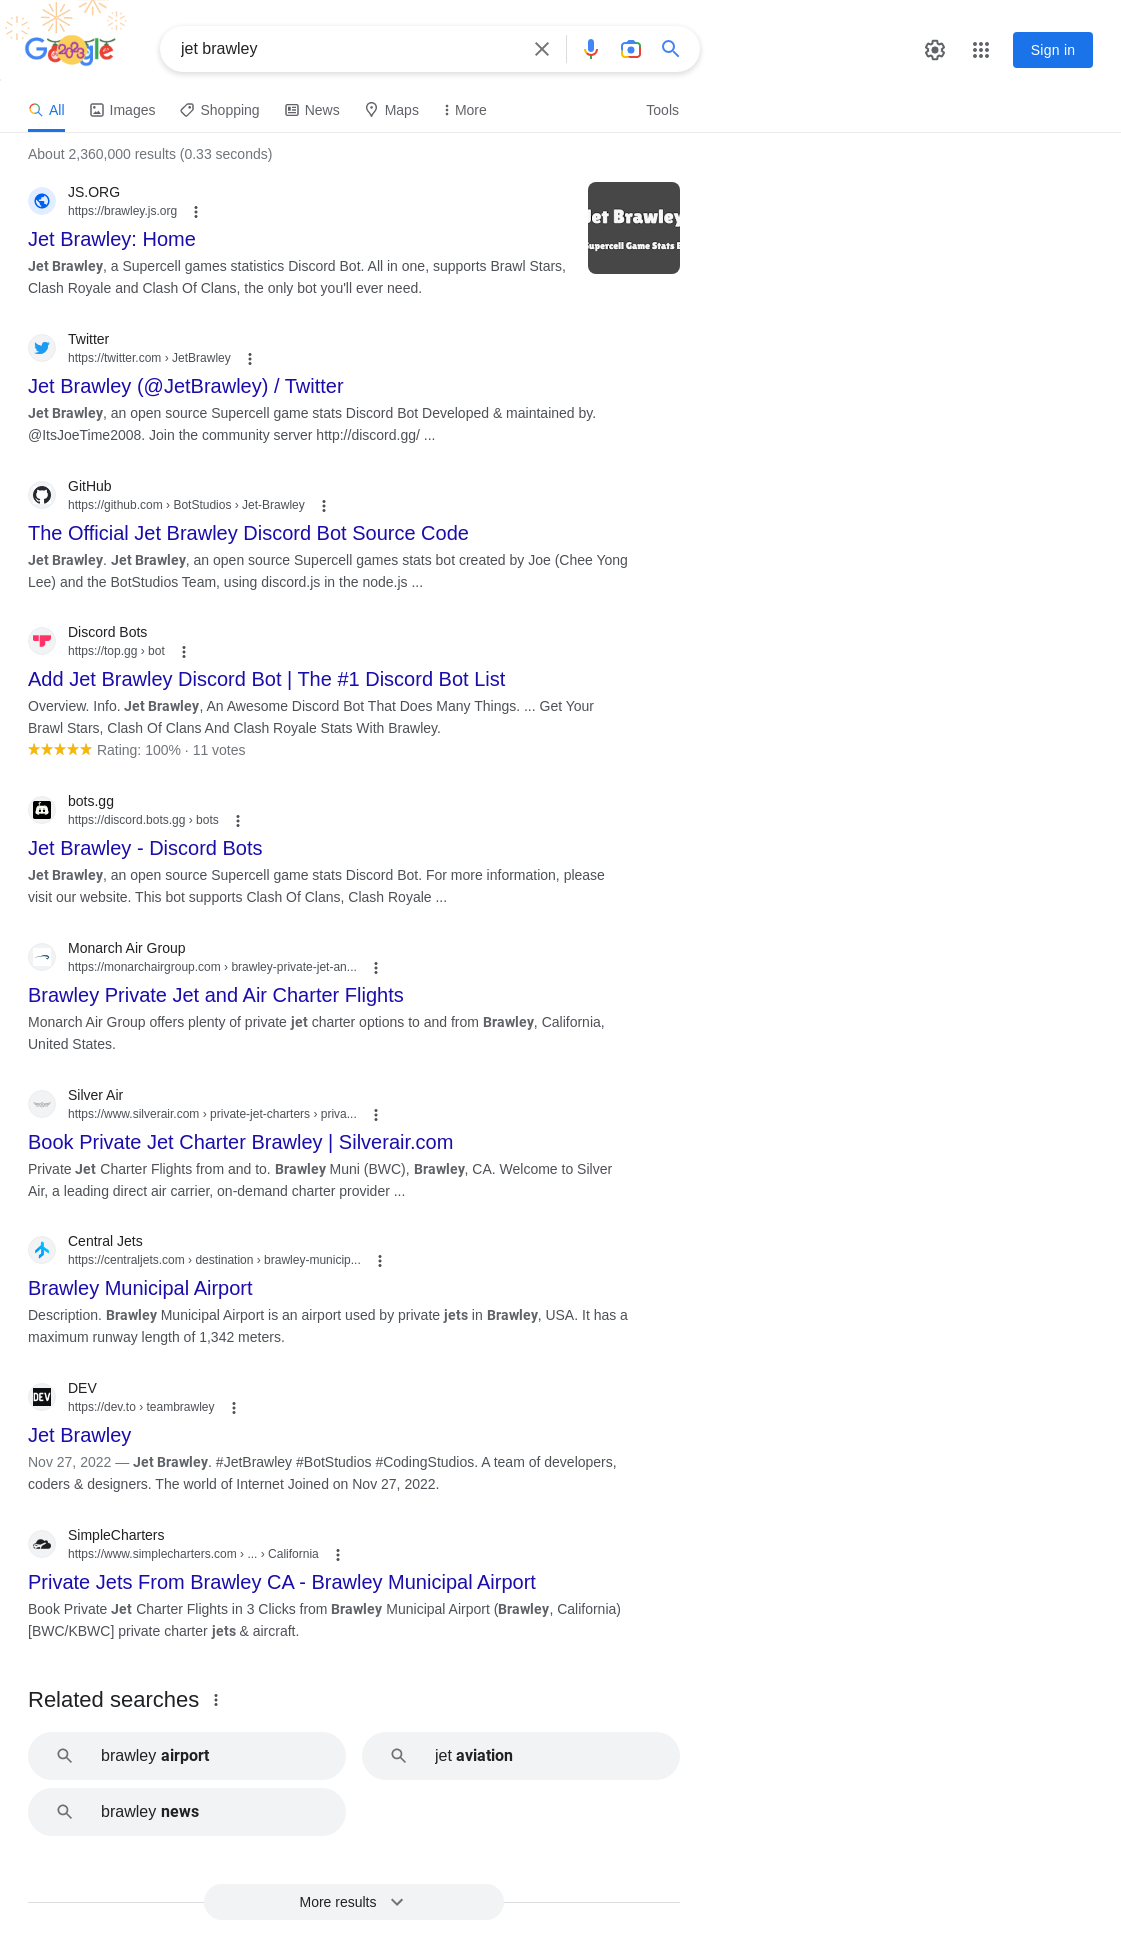 Google
2023
jet brawley
Sign in
All
Images
Shopping
News
Maps
More
Tools
About 2,360,000 results (0.33 seconds)
JS.ORG
https://brawley.js.org
Jet Brawley: Home
Jet Brawley, a Supercell games statistics Discord Bot. All in one, supports Brawl Stars,
Clash Royale and Clash Of Clans, the only bot you'll ever need.
Jet Brawley
Supercell Game Stats B
Twitter
https://twitter.com › JetBrawley
Jet Brawley (@JetBrawley) / Twitter
Jet Brawley, an open source Supercell game stats Discord Bot Developed & maintained by.
@ItsJoeTime2008. Join the community server http://discord.gg/ ...
GitHub
https://github.com › BotStudios › Jet-Brawley
The Official Jet Brawley Discord Bot Source Code
Jet Brawley. Jet Brawley, an open source Supercell games stats bot created by Joe (Chee Yong
Lee) and the BotStudios Team, using discord.js in the node.js ...
Discord Bots
https://top.gg › bot
Add Jet Brawley Discord Bot | The #1 Discord Bot List
Overview. Info. Jet Brawley, An Awesome Discord Bot That Does Many Things. ... Get Your
Brawl Stars, Clash Of Clans And Clash Royale Stats With Brawley.
Rating: 100% · 11 votes
bots.gg
https://discord.bots.gg › bots
Jet Brawley - Discord Bots
Jet Brawley, an open source Supercell game stats Discord Bot. For more information, please
visit our website. This bot supports Clash Of Clans, Clash Royale ...
Monarch Air Group
https://monarchairgroup.com › brawley-private-jet-an...
Brawley Private Jet and Air Charter Flights
Monarch Air Group offers plenty of private jet charter options to and from Brawley, California,
United States.
Silver Air
https://www.silverair.com › private-jet-charters › priva...
Book Private Jet Charter Brawley | Silverair.com
Private Jet Charter Flights from and to. Brawley Muni (BWC), Brawley, CA. Welcome to Silver
Air, a leading direct air carrier, on-demand charter provider ...
Central Jets
https://centraljets.com › destination › brawley-municip...
Brawley Municipal Airport
Description. Brawley Municipal Airport is an airport used by private jets in Brawley, USA. It has a
maximum runway length of 1,342 meters.
DEV
DEV
https://dev.to › teambrawley
Jet Brawley
Nov 27, 2022 — Jet Brawley. #JetBrawley #BotStudios #CodingStudios. A team of developers,
coders & designers. The world of Internet Joined on Nov 27, 2022.
SimpleCharters
https://www.simplecharters.com › ... › California
Private Jets From Brawley CA - Brawley Municipal Airport
Book Private Jet Charter Flights in 3 Clicks from Brawley Municipal Airport (Brawley, California)
[BWC/KBWC] private charter jets & aircraft.
Related searches
brawley airport
jet aviation
brawley news
More results